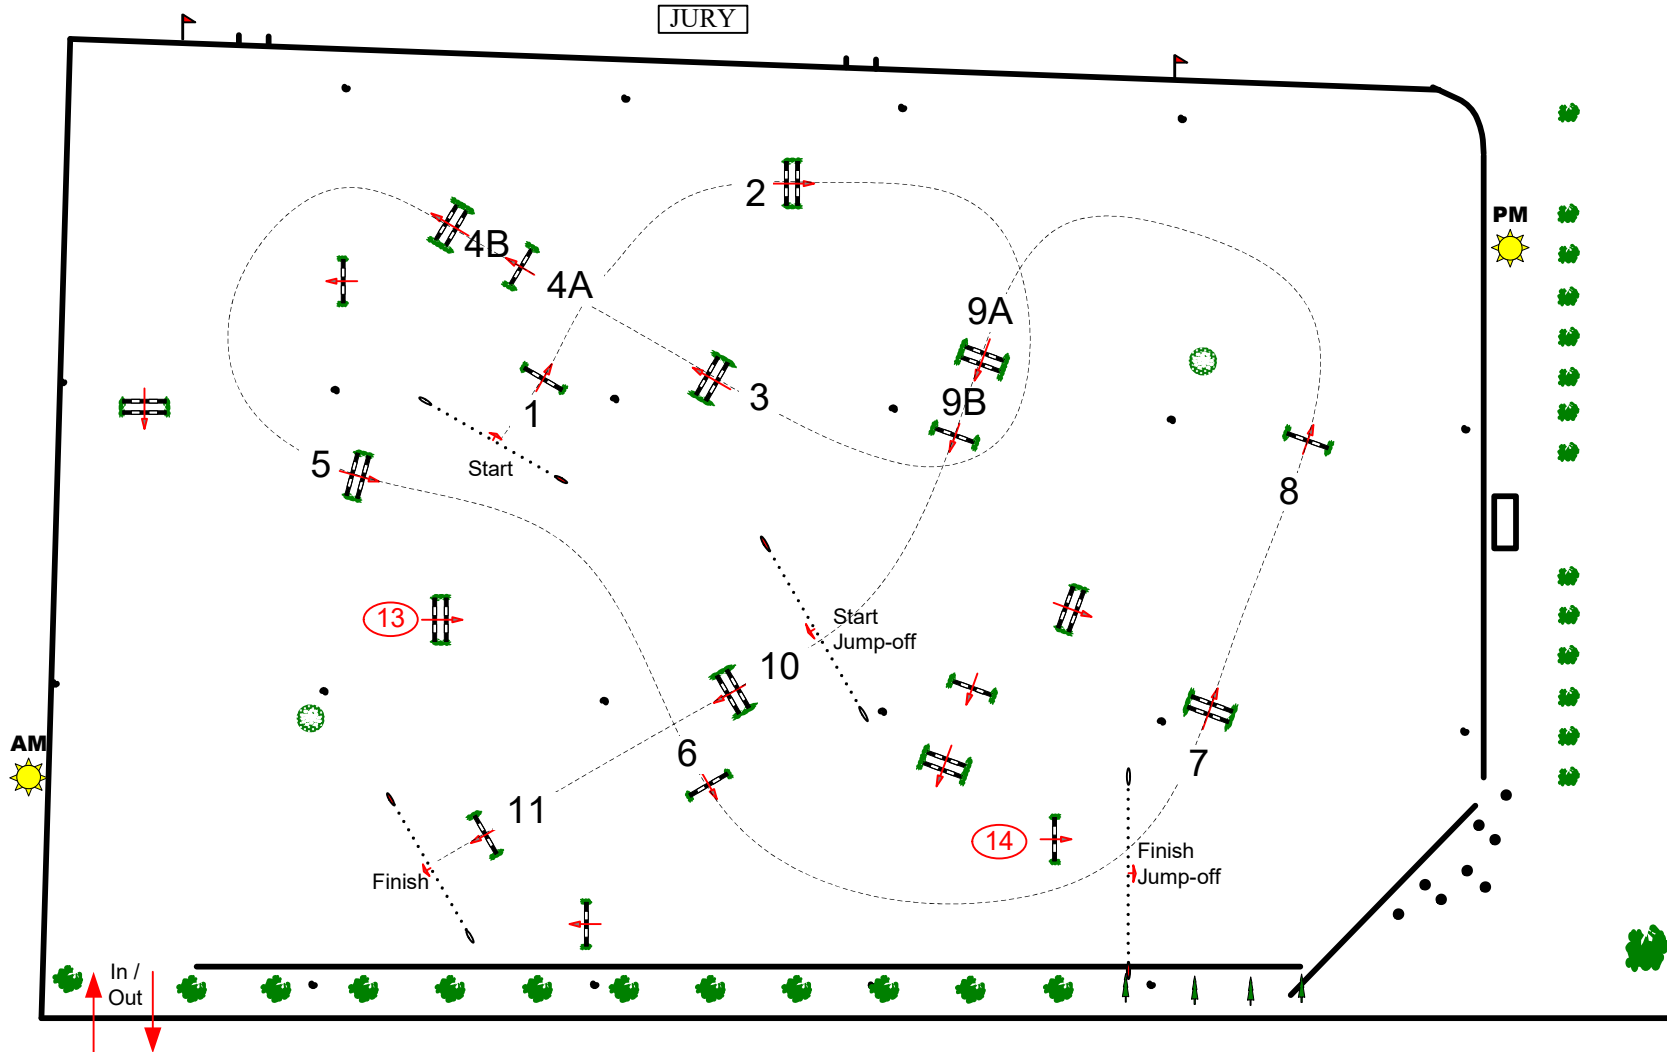 JURY
2
PM
4B
4A
9A
3
9B
1
Start
5
8
13
Start
Jump-off
10
AM
6
7
11
14
Finish
Jump-off
Finish
In /
Out